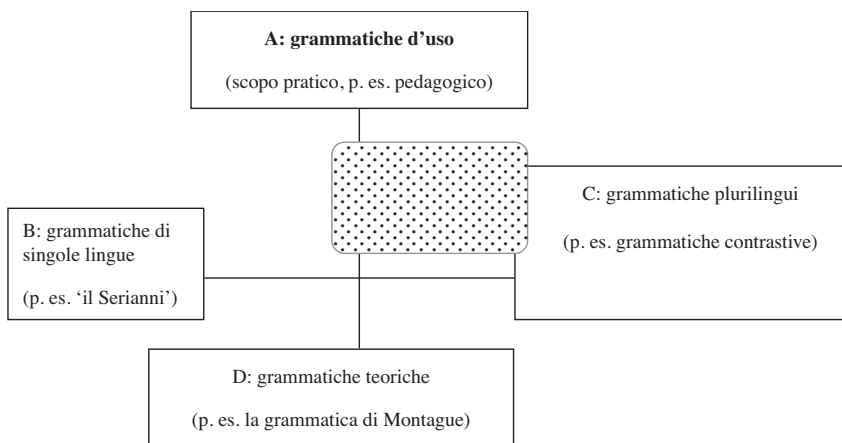 A: grammatiche d’uso
(scopo pratico, p. es. pedagogico)
C: grammatiche plurilingui
(p. es. grammatiche contrastive)
B: grammatiche di
singole lingue
(p. es. ‘il Serianni’)
D: grammatiche teoriche
(p. es. la grammatica di Montague)